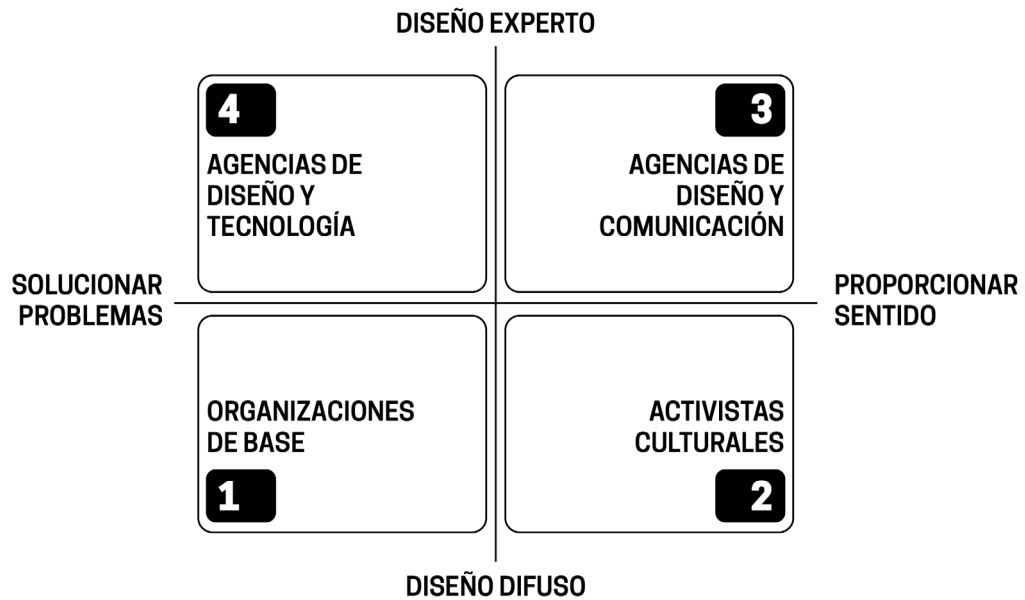 DISEÑO EXPERTO
4
AGENCIAS DE
DISEÑO Y
TECNOLOGÍA
3
AGENCIAS DE
DISEÑO Y
COMUNICACIÓN
SOLUCIONAR
PROBLEMAS
PROPORCIONAR
SENTIDO
ORGANIZACIONES
DE BASE
1
ACTIVISTAS
CULTURALES
2
DISEÑO DIFUSO